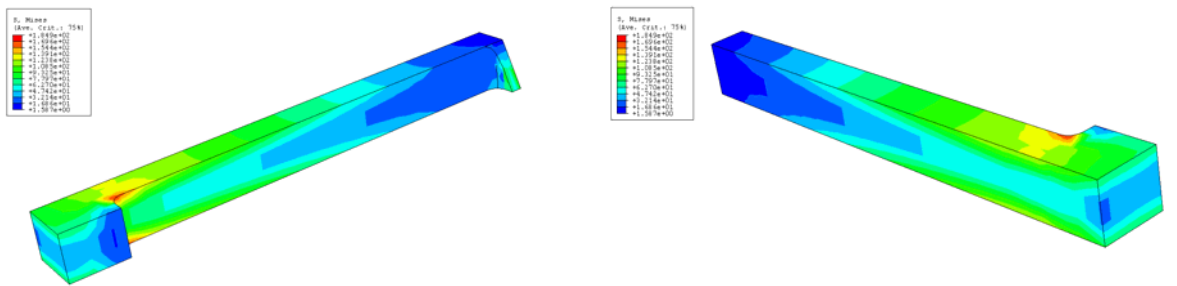 S, Mises
(Ave. Crit.: 75%)
+1.849e+02
+1.696e+02
+1.544e+02
+1.391e+02
+1.238e+02
+1.085e+02
+9.325e+01
+7.797e+01
+6.270e+01
+4.742e+01
+3.214e+01
+1.686e+01
+1.587e+00
S, Mises
(Ave. Crit.: 75%)
+1.849e+02
+1.696e+02
+1.544e+02
+1.391e+02
+1.238e+02
+1.085e+02
+9.325e+01
+7.797e+01
+6.270e+01
+4.742e+01
+3.214e+01
+1.686e+01
+1.587e+00